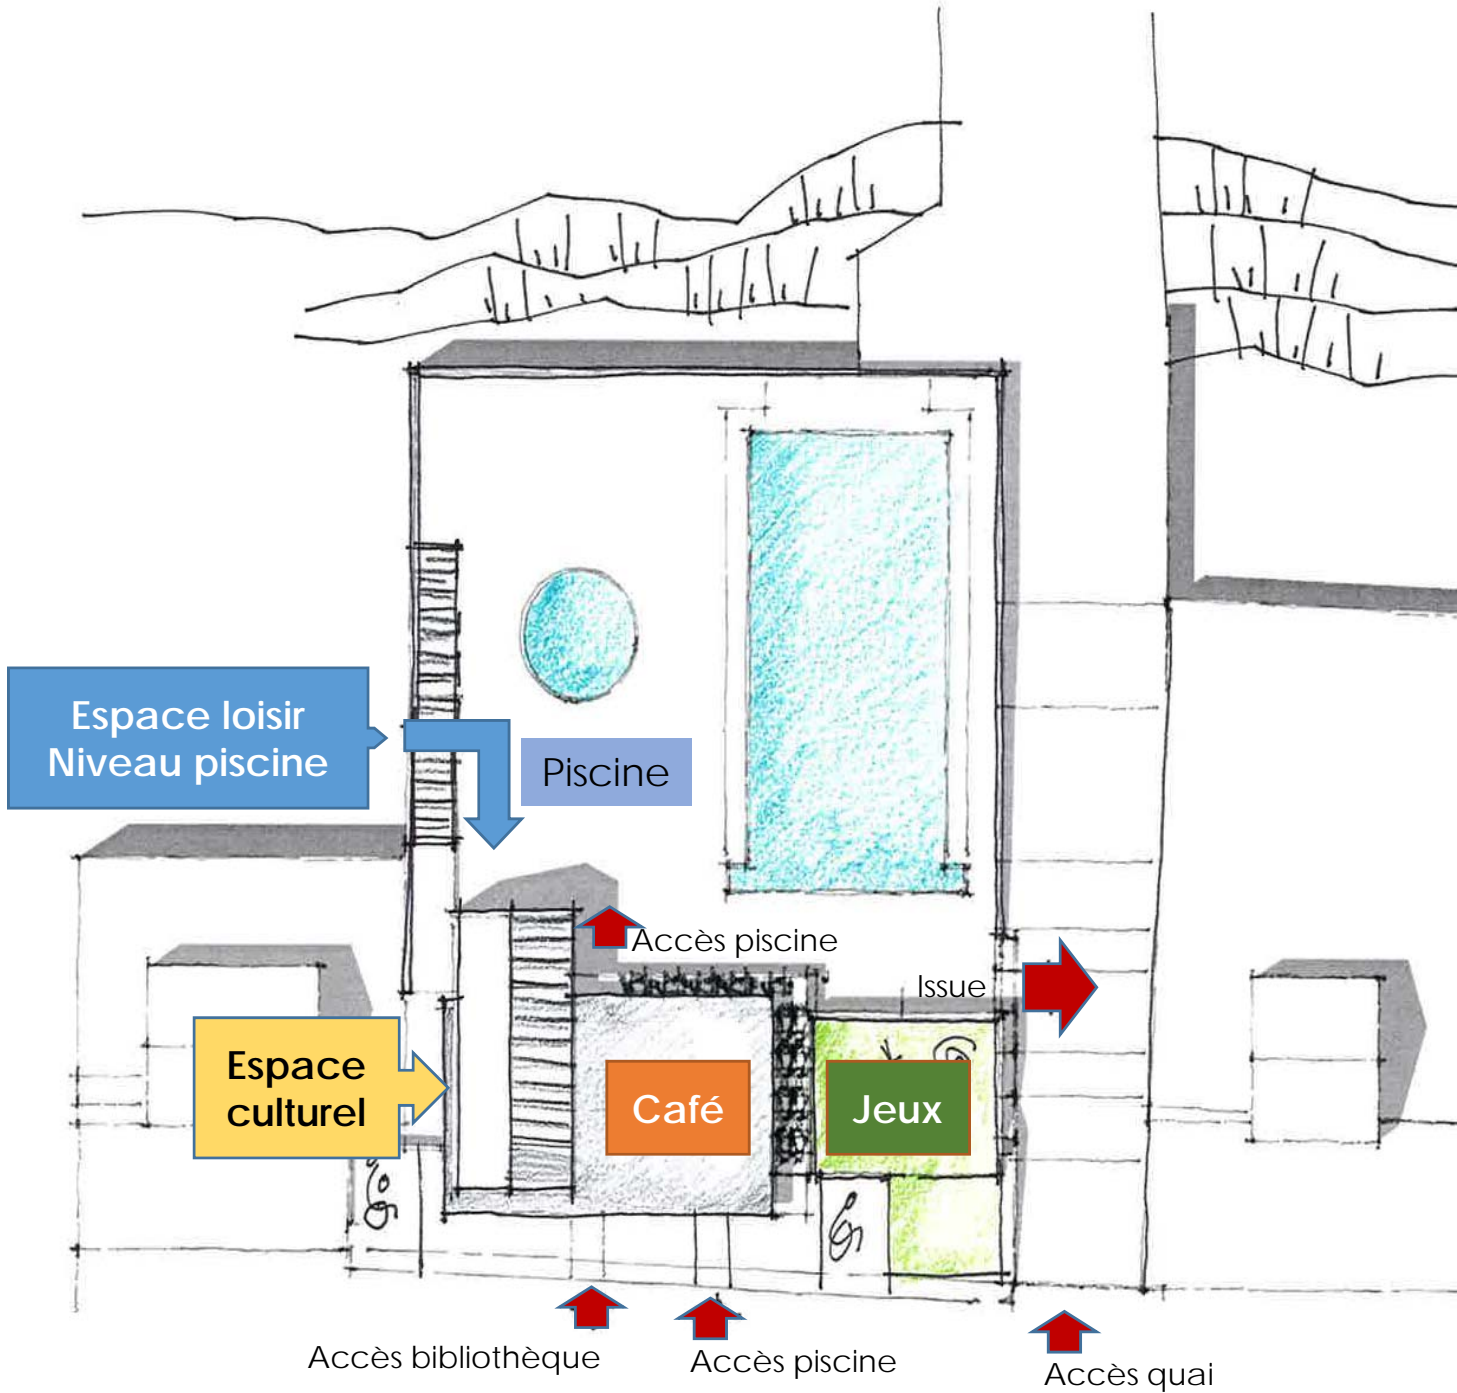 Espace loisir
Niveau piscine
Piscine
Accès piscine
Issue
Espace
culturel
Café
Jeux
Accès bibliothèque
Accès piscine
Accès quai